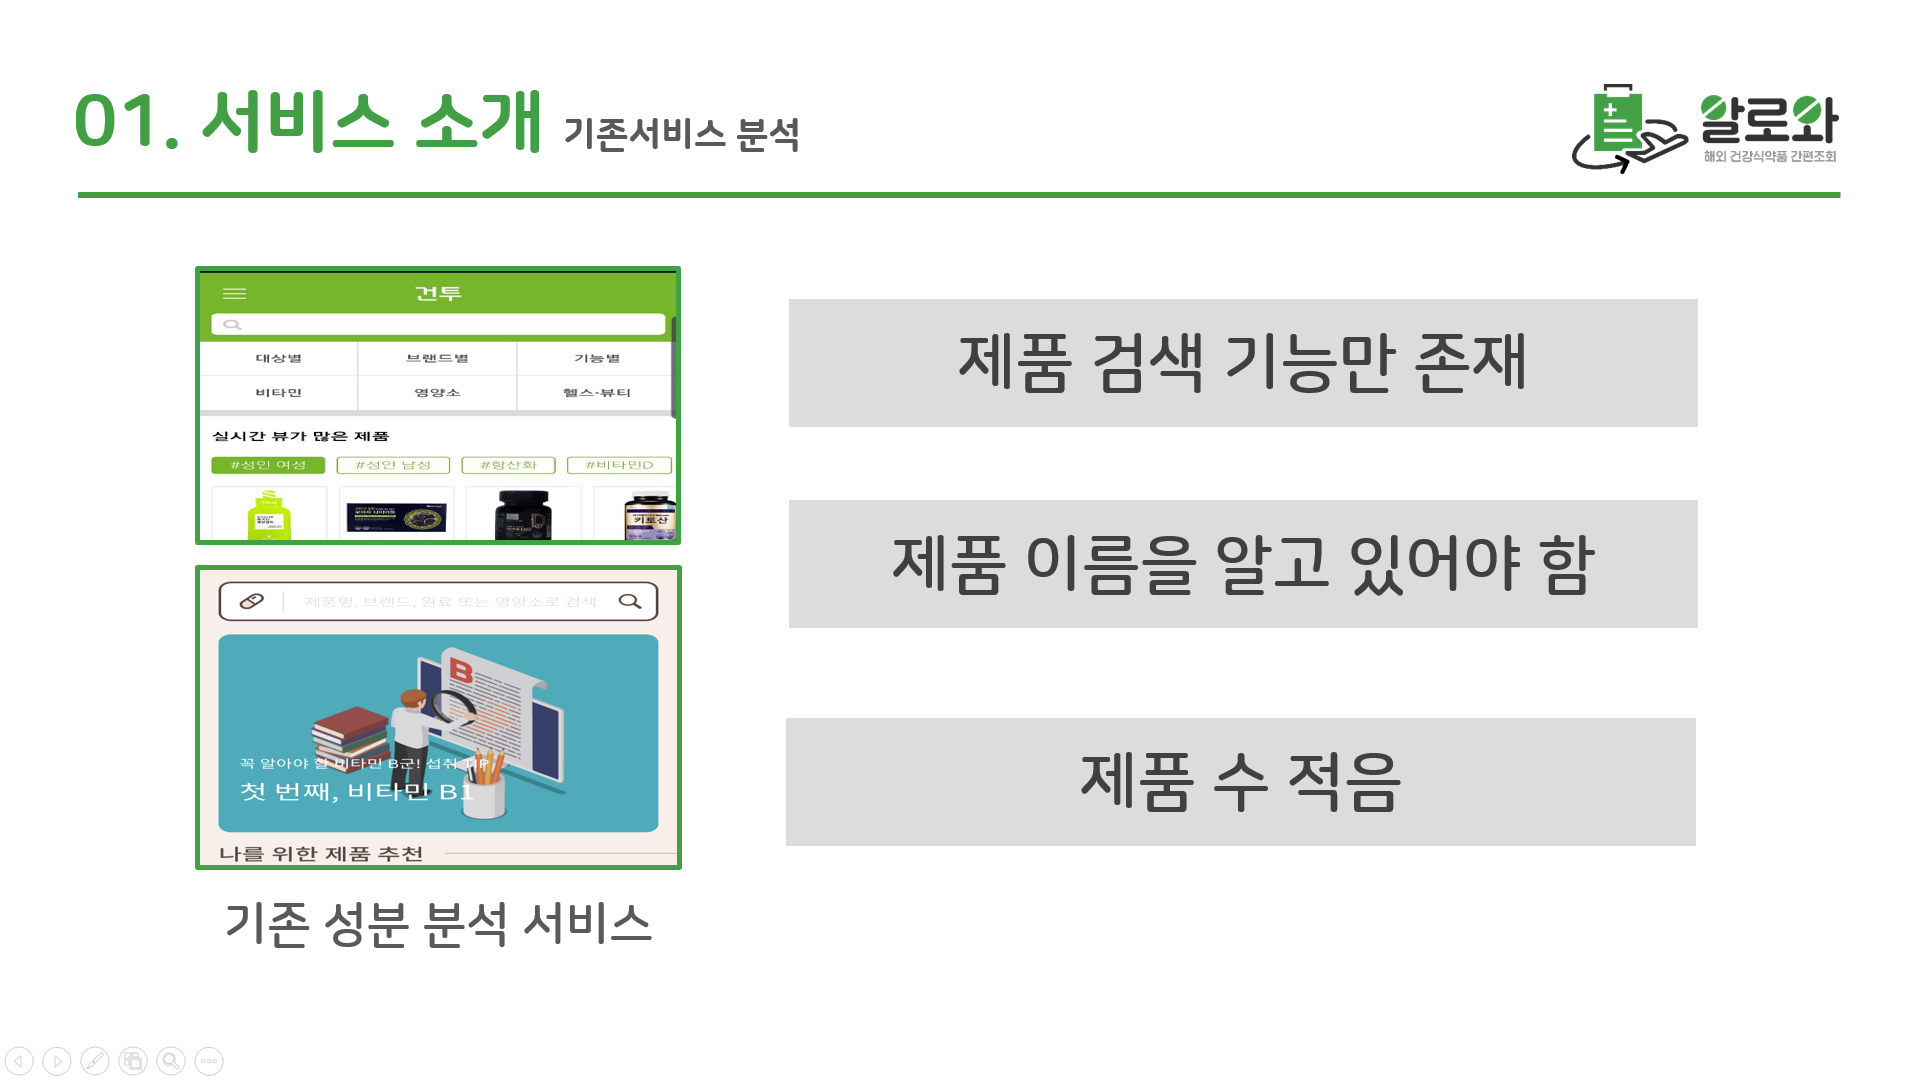 01. 서비스 소개 기존서비스 분석
알로와
해외 건강식약품 간편조회
건투
대상별 브랜드별 기능별
비타민 영양소 헬스·뷰티
실시간 뷰가 많은 제품
#성인 여성 #성인 남성 #항산화 #비타민D
키토산
제품명, 브랜드, 원료 또는 영양소로 검색
B
꼭 알아야 할 비타민 B군! 섭취 TIP
첫 번째, 비타민 B1
나를 위한 제품 추천
기존 성분 분석 서비스
제품 검색 기능만 존재
제품 이름을 알고 있어야 함
제품 수 적음